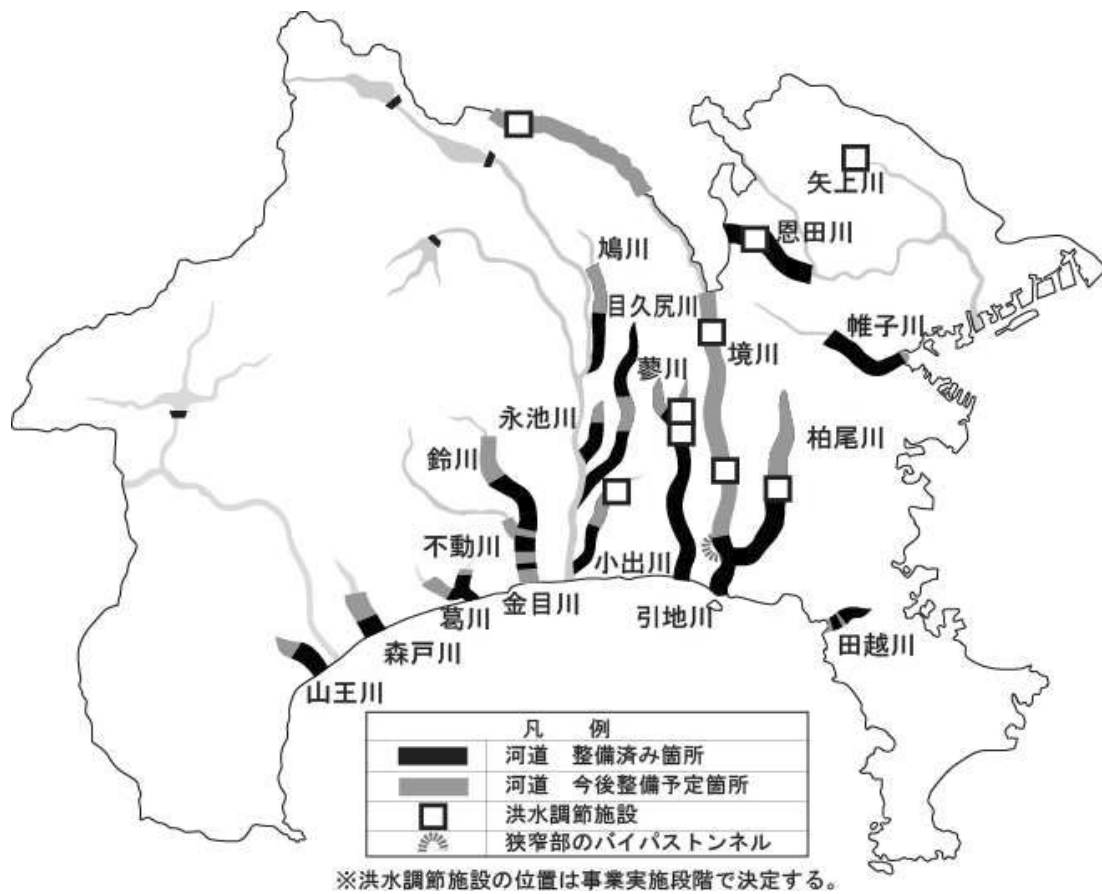 矢上川
恩田川
鳩川
目久尻川
帷子川
境川
蓼川
永池川
柏尾川
鈴川
不動川
小出川
葛川
金目川
引地川
田越川
森戸川
山王川
凡 例
河道 整備済み箇所
河道 今後整備予定箇所
洪水調節施設
狭窄部のバイパストンネル
※洪水調節施設の位置は事業実施段階で決定する。